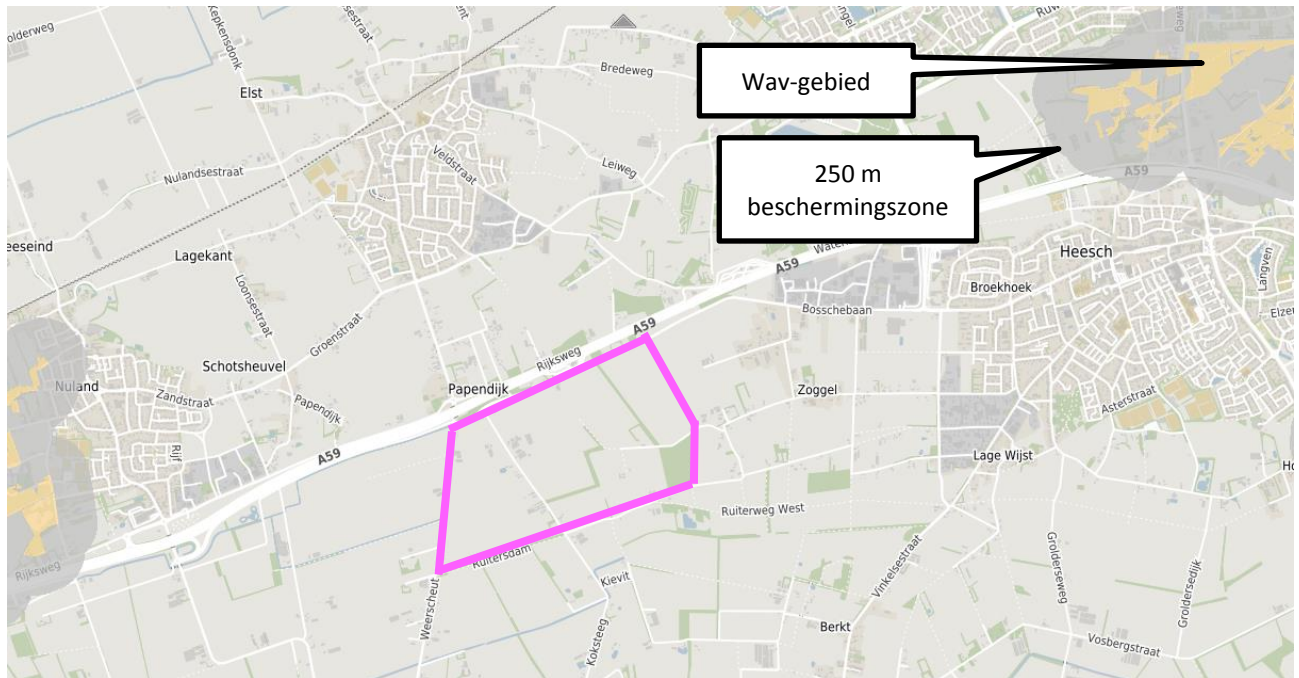 Kepkensdonk
Elst
Bredeweg
Wav-gebied
Nulandsestraat
Veldstraat
Leiweg
250 m
beschermingszone
A59
eeseind
Lagekant
Loonsestraat
Groenstraat
A59
Heesch
Langven
Broekhoek
Bosschebaan
A59
Rijksweg
Schotsheuvel
Nuland
Zandstraat
Papendijk
Papendijk
Zoggel
Asterstraat
Rijf
A59
Lage Wijst
Ruiterweg West
Ruitersdam
Rijksweg
Kievit
Weerscheut
Koksteeg
Vinkelsestraat
Grolderseweg
Groldersedijk
Berkt
Vosbergstraat